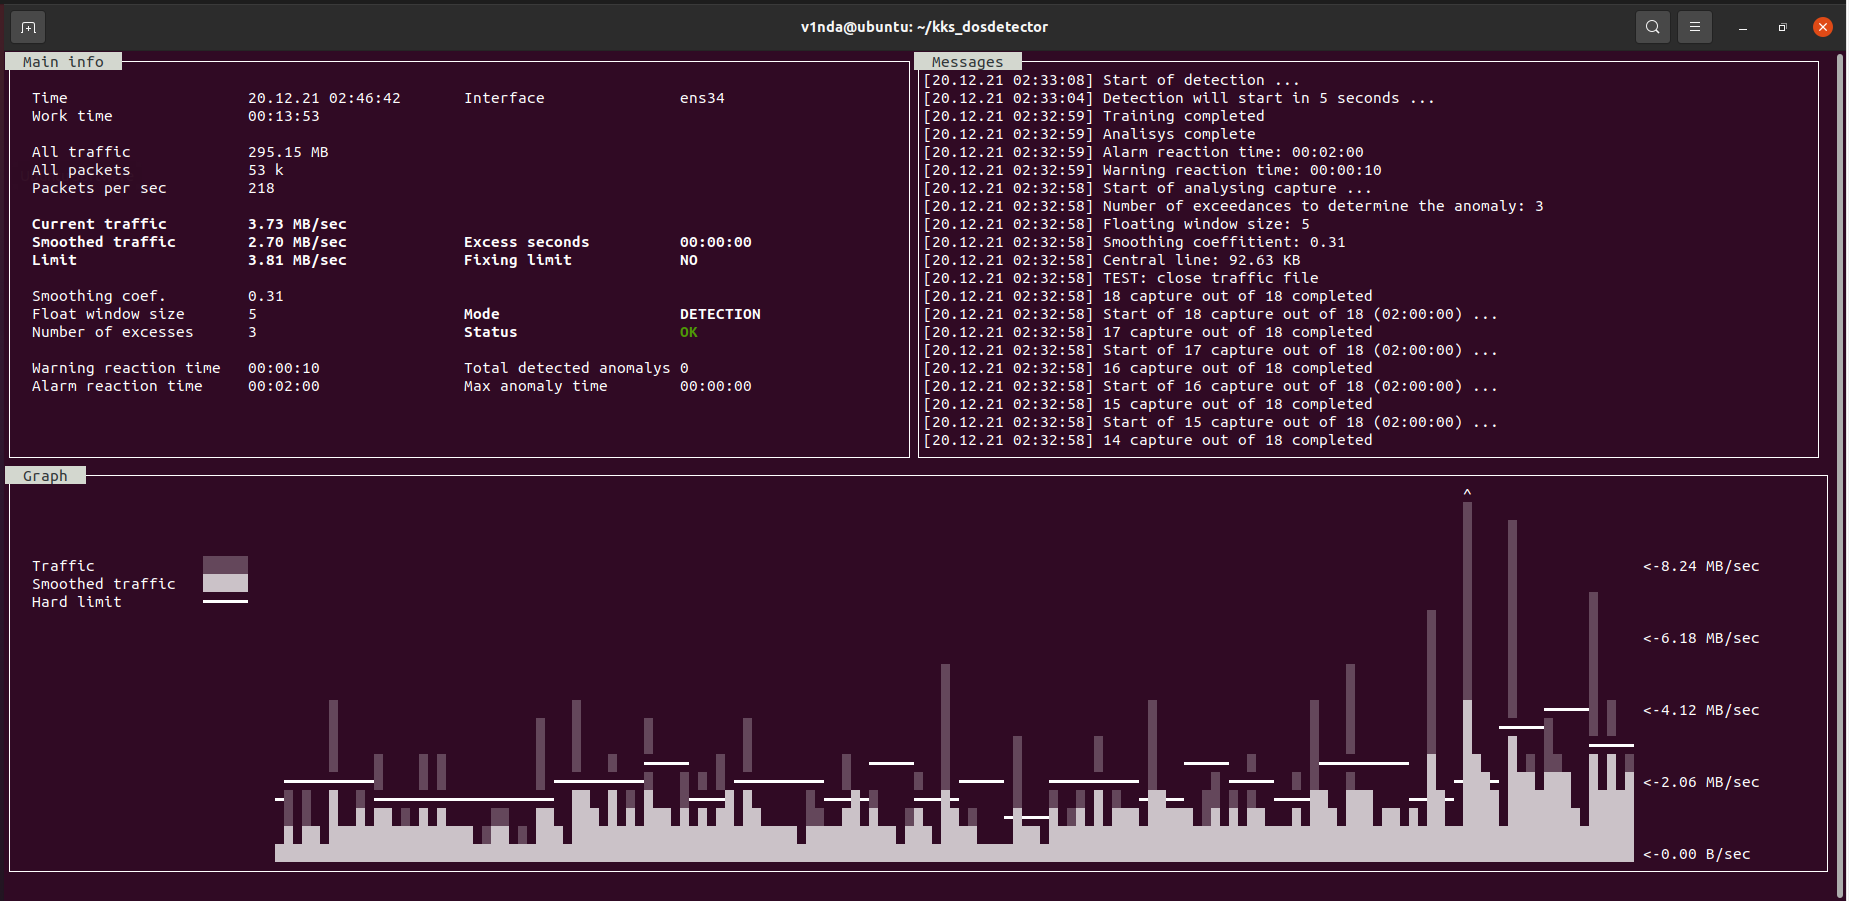 v1nda@ubuntu: ~/kks_dosdetector
Main info
Time 20.12.21 02:46:42 Interface ens34
Work time 00:13:53
All traffic 295.15 MB
All packets 53 k
Packets per sec 218
Current traffic 3.73 MB/sec
Smoothed traffic 2.70 MB/sec Excess seconds 00:00:00
Limit 3.81 MB/sec Fixing limit NO
Smoothing coef. 0.31
Float window size 5 Mode DETECTION
Number of excesses 3 Status OK
Warning reaction time 00:00:10 Total detected anomalys 0
Alarm reaction time 00:02:00 Max anomaly time 00:00:00
Messages
[20.12.21 02:33:08] Start of detection ...
[20.12.21 02:33:04] Detection will start in 5 seconds ...
[20.12.21 02:32:59] Training completed
[20.12.21 02:32:59] Analisys complete
[20.12.21 02:32:59] Alarm reaction time: 00:02:00
[20.12.21 02:32:59] Warning reaction time: 00:00:10
[20.12.21 02:32:58] Start of analysing capture ...
[20.12.21 02:32:58] Number of exceedances to determine the anomaly: 3
[20.12.21 02:32:58] Floating window size: 5
[20.12.21 02:32:58] Smoothing coeffitient: 0.31
[20.12.21 02:32:58] Central line: 92.63 KB
[20.12.21 02:32:58] TEST: close traffic file
[20.12.21 02:32:58] 18 capture out of 18 completed
[20.12.21 02:32:58] Start of 18 capture out of 18 (02:00:00) ...
[20.12.21 02:32:58] 17 capture out of 18 completed
[20.12.21 02:32:58] Start of 17 capture out of 18 (02:00:00) ...
[20.12.21 02:32:58] 16 capture out of 18 completed
[20.12.21 02:32:58] Start of 16 capture out of 18 (02:00:00) ...
[20.12.21 02:32:58] 15 capture out of 18 completed
[20.12.21 02:32:58] Start of 15 capture out of 18 (02:00:00) ...
[20.12.21 02:32:58] 14 capture out of 18 completed
Graph
^
Traffic
Smoothed traffic
Hard limit
<-8.24 MB/sec
<-6.18 MB/sec
<-4.12 MB/sec
<-2.06 MB/sec
<-0.00 B/sec